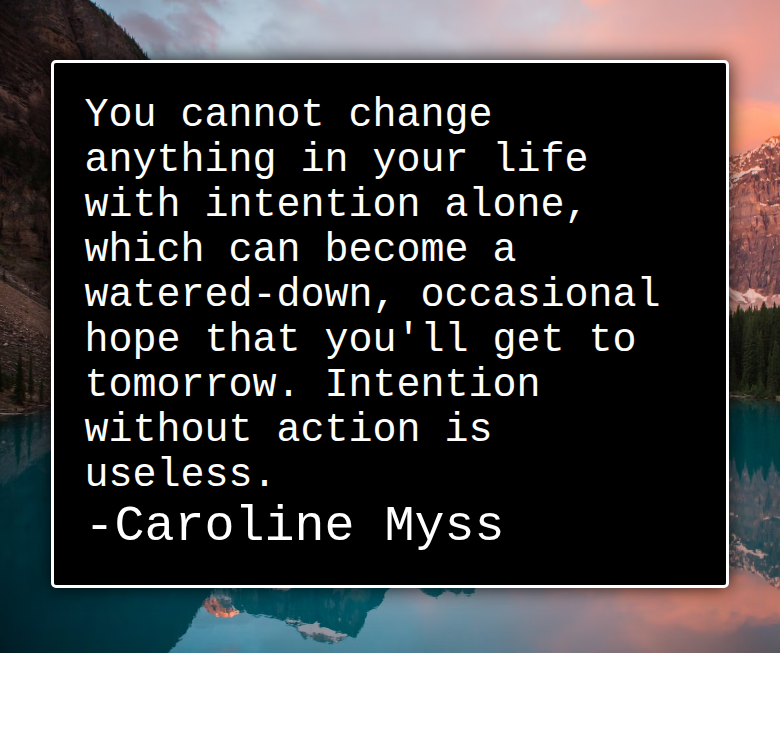 You cannot change
anything in your life
with intention alone,
which can become a
watered-down, occasional
hope that you'll get to
tomorrow. Intention
without action is
useless.
-Caroline Myss